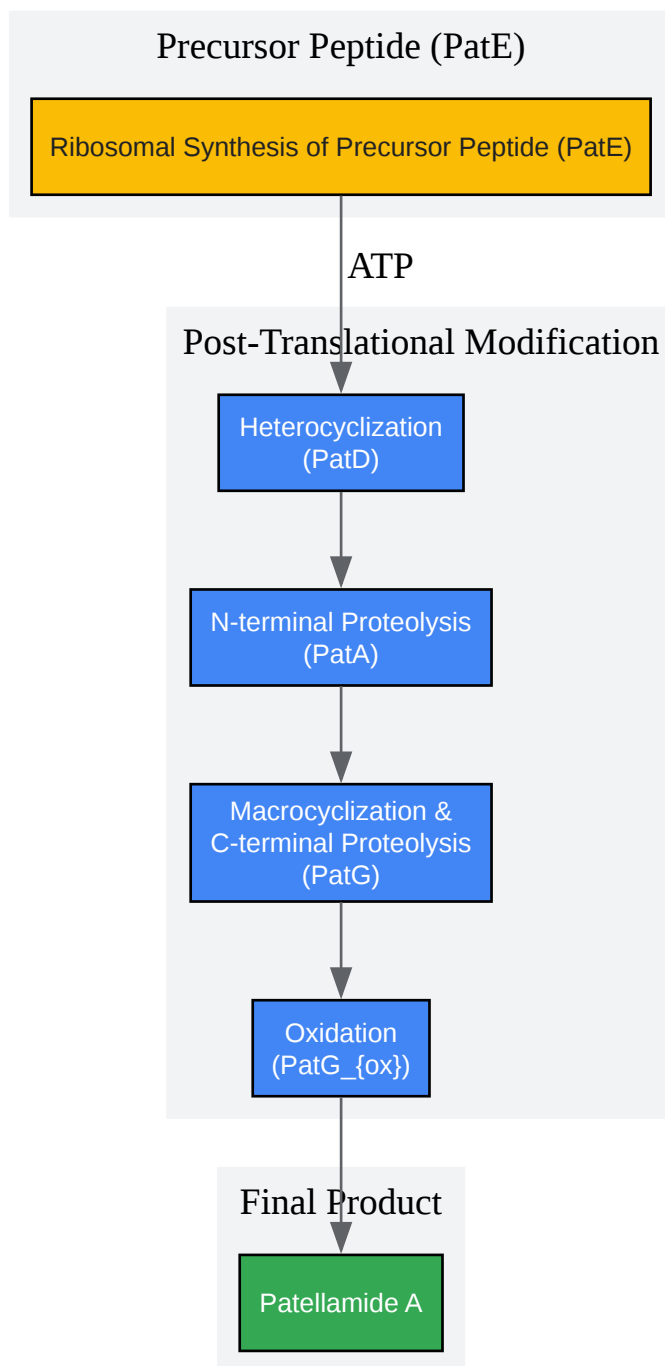 Precursor Peptide (PatE)
Ribosomal Synthesis of Precursor Peptide (PatE)
ATP
Post-Translational Modification
Heterocyclization
(PatD)
N-terminal Proteolysis
(PatA)
Macrocyclization &
C-terminal Proteolysis
(PatG)
Oxidation
(PatG_{ox})
Final Product
Patellamide A